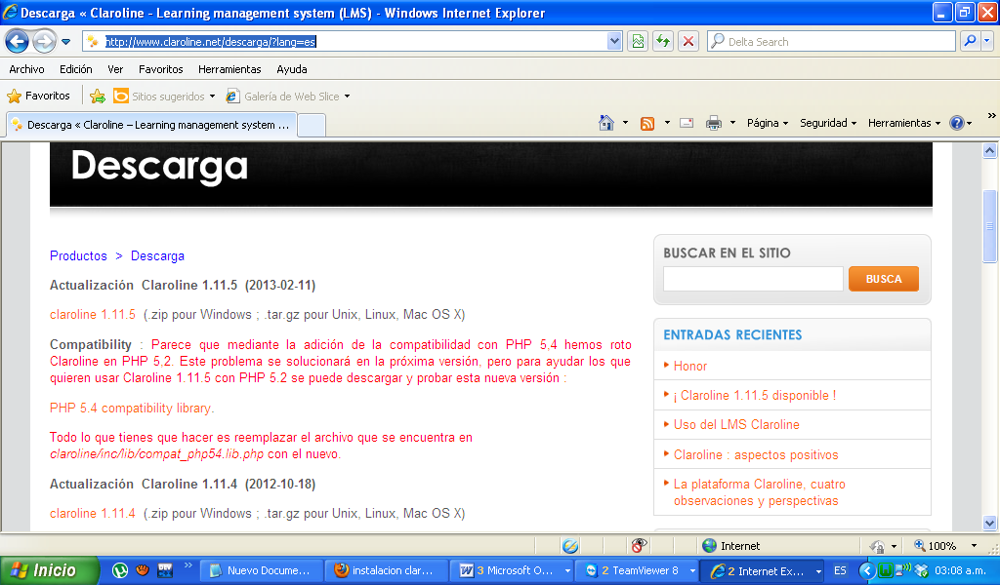 Descarga « Claroline - Learning management system (LMS) - Windows Internet Explorer
http://www.claroline.net/descarga/?lang=es
Delta Search
Archivo Edición Ver Favoritos Herramientas Ayuda
Favoritos Sitios sugeridos Galería de Web Slice
Descarga « Claroline – Learning management system ...
Página Seguridad Herramientas »
Descarga
Productos > Descarga
Actualización Claroline 1.11.5 (2013-02-11)
claroline 1.11.5 (.zip pour Windows ; .tar.gz pour Unix, Linux, Mac OS X)
Compatibility : Parece que mediante la adición de la compatibilidad con PHP 5,4 hemos roto
Claroline en PHP 5,2. Este problema se solucionará en la próxima versión, pero para ayudar los que
quieren usar Claroline 1.11.5 con PHP 5.2 se puede descargar y probar esta nueva versión :
PHP 5.4 compatibility library.
Todo lo que tienes que hacer es reemplazar el archivo que se encuentra en
claroline/inc/lib/compat_php54.lib.php con el nuevo.
Actualización Claroline 1.11.4 (2012-10-18)
claroline 1.11.4 (.zip pour Windows ; .tar.gz pour Unix, Linux, Mac OS X)
BUSCAR EN EL SITIO
BUSCA
ENTRADAS RECIENTES
Honor
¡ Claroline 1.11.5 disponible !
Uso del LMS Claroline
Claroline : aspectos positivos
La plataforma Claroline, cuatro
observaciones y perspectivas
Internet 100%
Inicio » Nuevo Docume... instalacion clar... 3 Microsoft O... 2 TeamViewer 8 2 Internet Ex... ES 03:08 a.m.